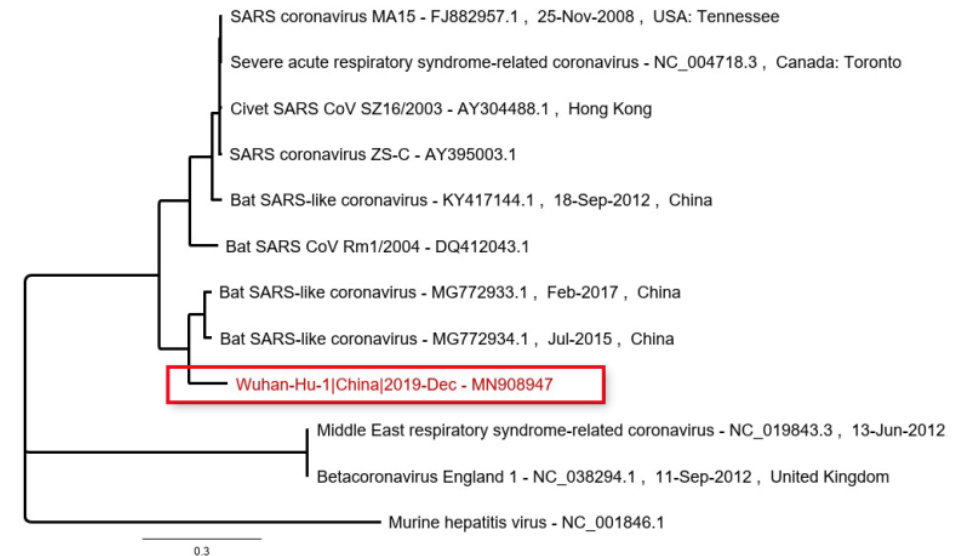 SARS coronavirus MA15 - FJ882957.1 , 25-Nov-2008 , USA: Tennessee
Severe acute respiratory syndrome-related coronavirus - NC_004718.3 , Canada: Toronto
Civet SARS CoV SZ16/2003 - AY304488.1 , Hong Kong
SARS coronavirus ZS-C - AY395003.1
Bat SARS-like coronavirus - KY417144.1 , 18-Sep-2012 , China
Bat SARS CoV Rm1/2004 - DQ412043.1
Bat SARS-like coronavirus - MG772933.1 , Feb-2017 , China
Bat SARS-like coronavirus - MG772934.1 , Jul-2015 , China
Wuhan-Hu-1|China|2019-Dec - MN908947
Middle East respiratory syndrome-related coronavirus - NC_019843.3 , 13-Jun-2012
Betacoronavirus England 1 - NC_038294.1 , 11-Sep-2012 , United Kingdom
Murine hepatitis virus - NC_001846.1
0.3